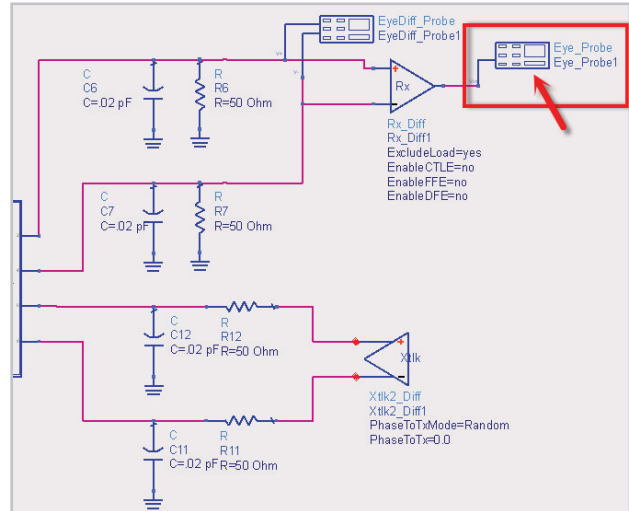 EyeDiff_Probe
EyeDiff_Probe1
Eye_Probe
Eye_Probe1
C
C6
C=.02 pF
R
R6
R=50 Ohm
+
Rx
Rx_Diff
Rx_Diff1
ExcludeLoad=yes
EnableCTLE=no
EnableFFE=no
EnableDFE=no
C
C7
C=.02 pF
R
R7
R=50 Ohm
C
C12
C=.02 pF
R
R12
R=50 Ohm
+
Xtlk
Xtlk2_Diff
Xtlk2_Diff1
PhaseToTxMode=Random
PhaseToTx=0.0
C
C11
C=.02 pF
R
R11
R=50 Ohm